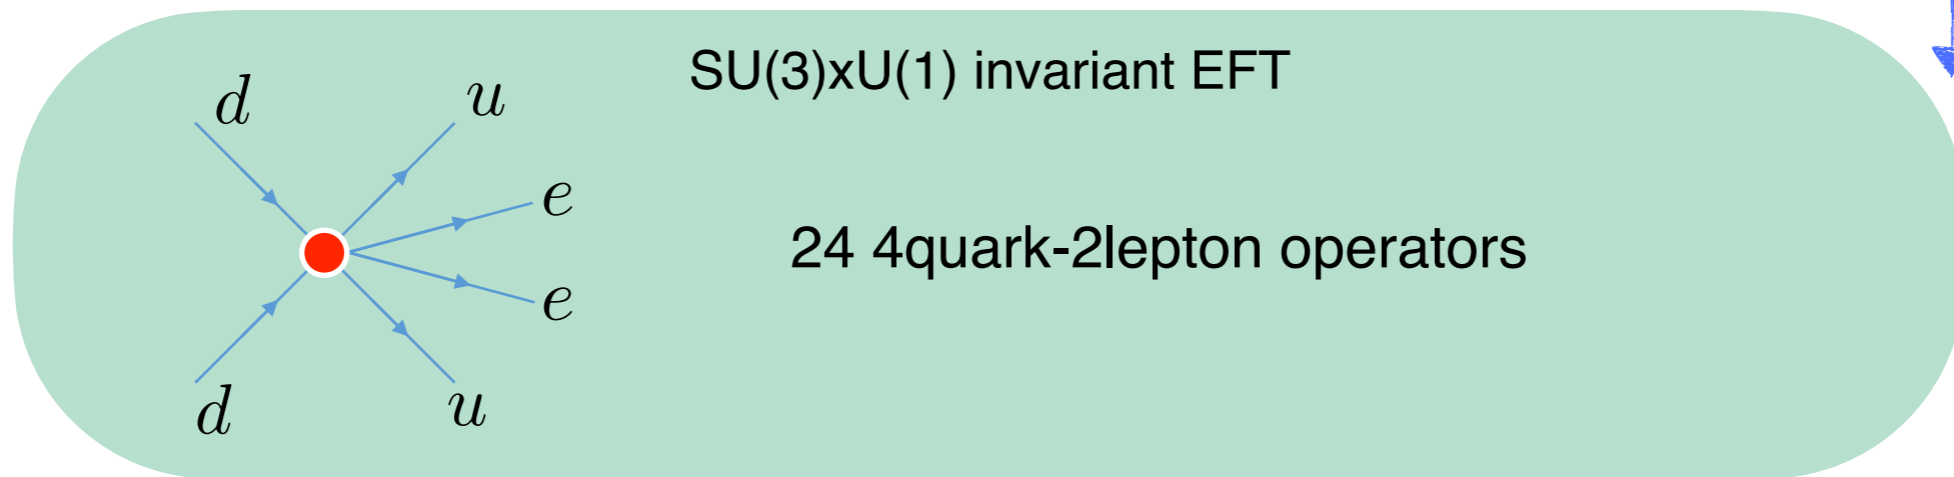 SU(3)xU(1) invariant EFT
d
u
e
24 4quark-2lepton operators
e
d
u